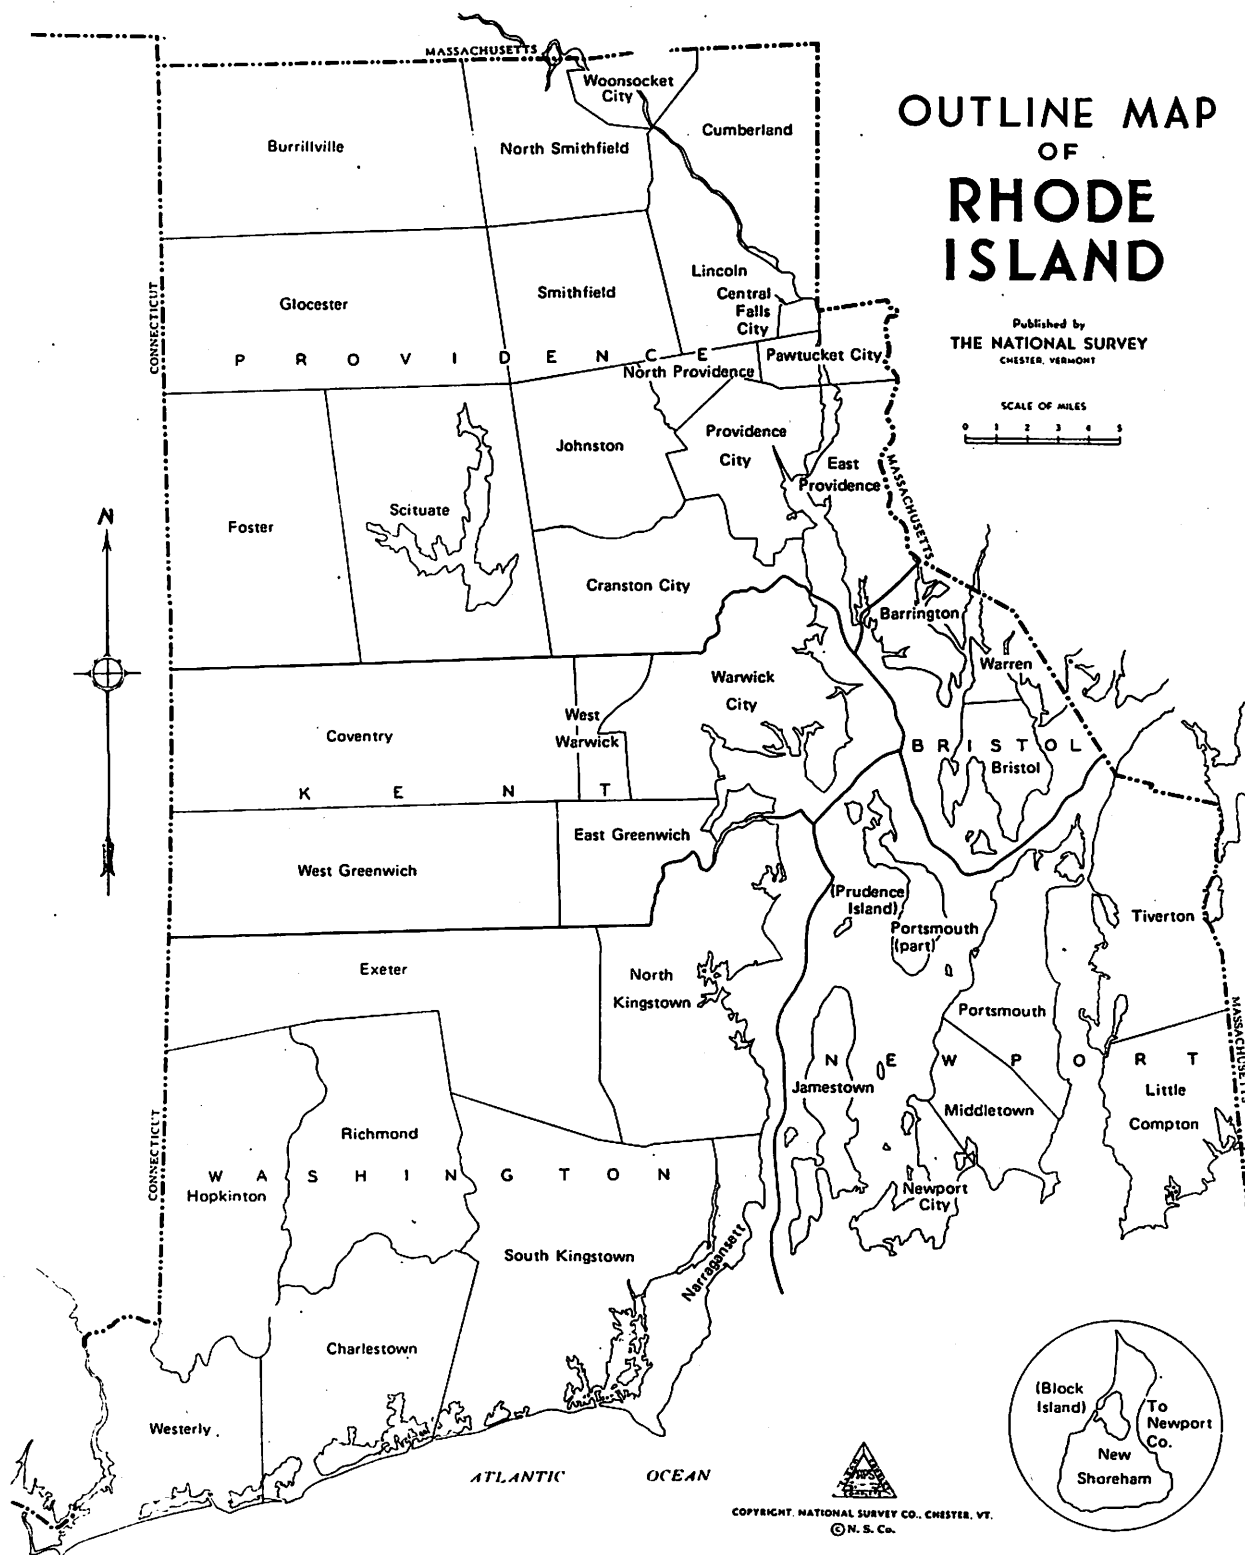 MASSACHUSETTS
Woonsocket
City
Cumberland
Burrillville
North Smithfield
OUTLINE MAP
OF
RHODE
ISLAND
Published by
THE NATIONAL SURVEY
CHESTER, VERMONT
SCALE OF MILES
0 1 2 3 4 5
CONNECTICUT
Glocester
Smithfield
Lincoln
Central
Falls
City
PROVIDENCE
North Providence
Pawtucket City
Johnston
Providence
City
East
Providence
MASSACHUSETTS
Foster
Scituate
N
Cranston City
Barrington
Warren
Warwick
City
West
Warwick
Coventry
BRISTOL
Bristol
KENT
East Greenwich
West Greenwich
(Prudence
Island)
Portsmouth
(part)
Tiverton
Exeter
North
Kingstown
Portsmouth
MASSACHUSETTS
NEWPORT
Jamestown
Middletown
Little
Compton
CONNECTICUT
Richmond
WASHINGTON
Hopkinton
Newport
City
South Kingstown
Narragansett
Charlestown
Westerly
(Block
Island)
To
Newport
Co.
New
Shoreham
ATLANTIC OCEAN
COPYRIGHT, NATIONAL SURVEY CO., CHESTER, VT.
© N. S. Co.